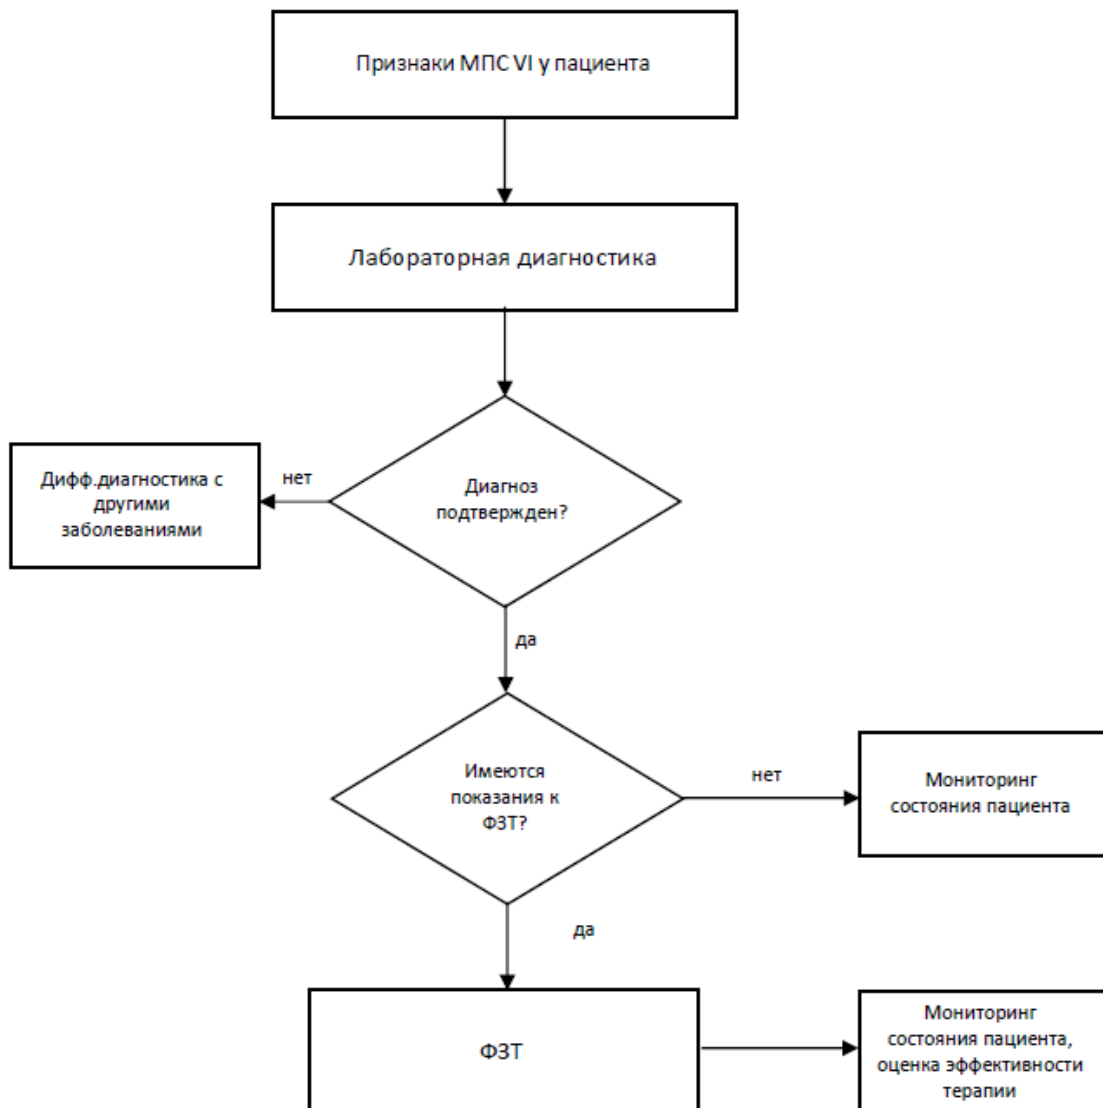 Признаки МПС VI у пациента
Лабораторная диагностика
Диагноз
подтвержден?
нет
Дифф.диагностика с
другими
заболеваниями
да
Имеются
показания к
ФЗТ?
нет
Мониторинг
состояния пациента
да
ФЗТ
Мониторинг
состояния пациента,
оценка эффективности
терапии